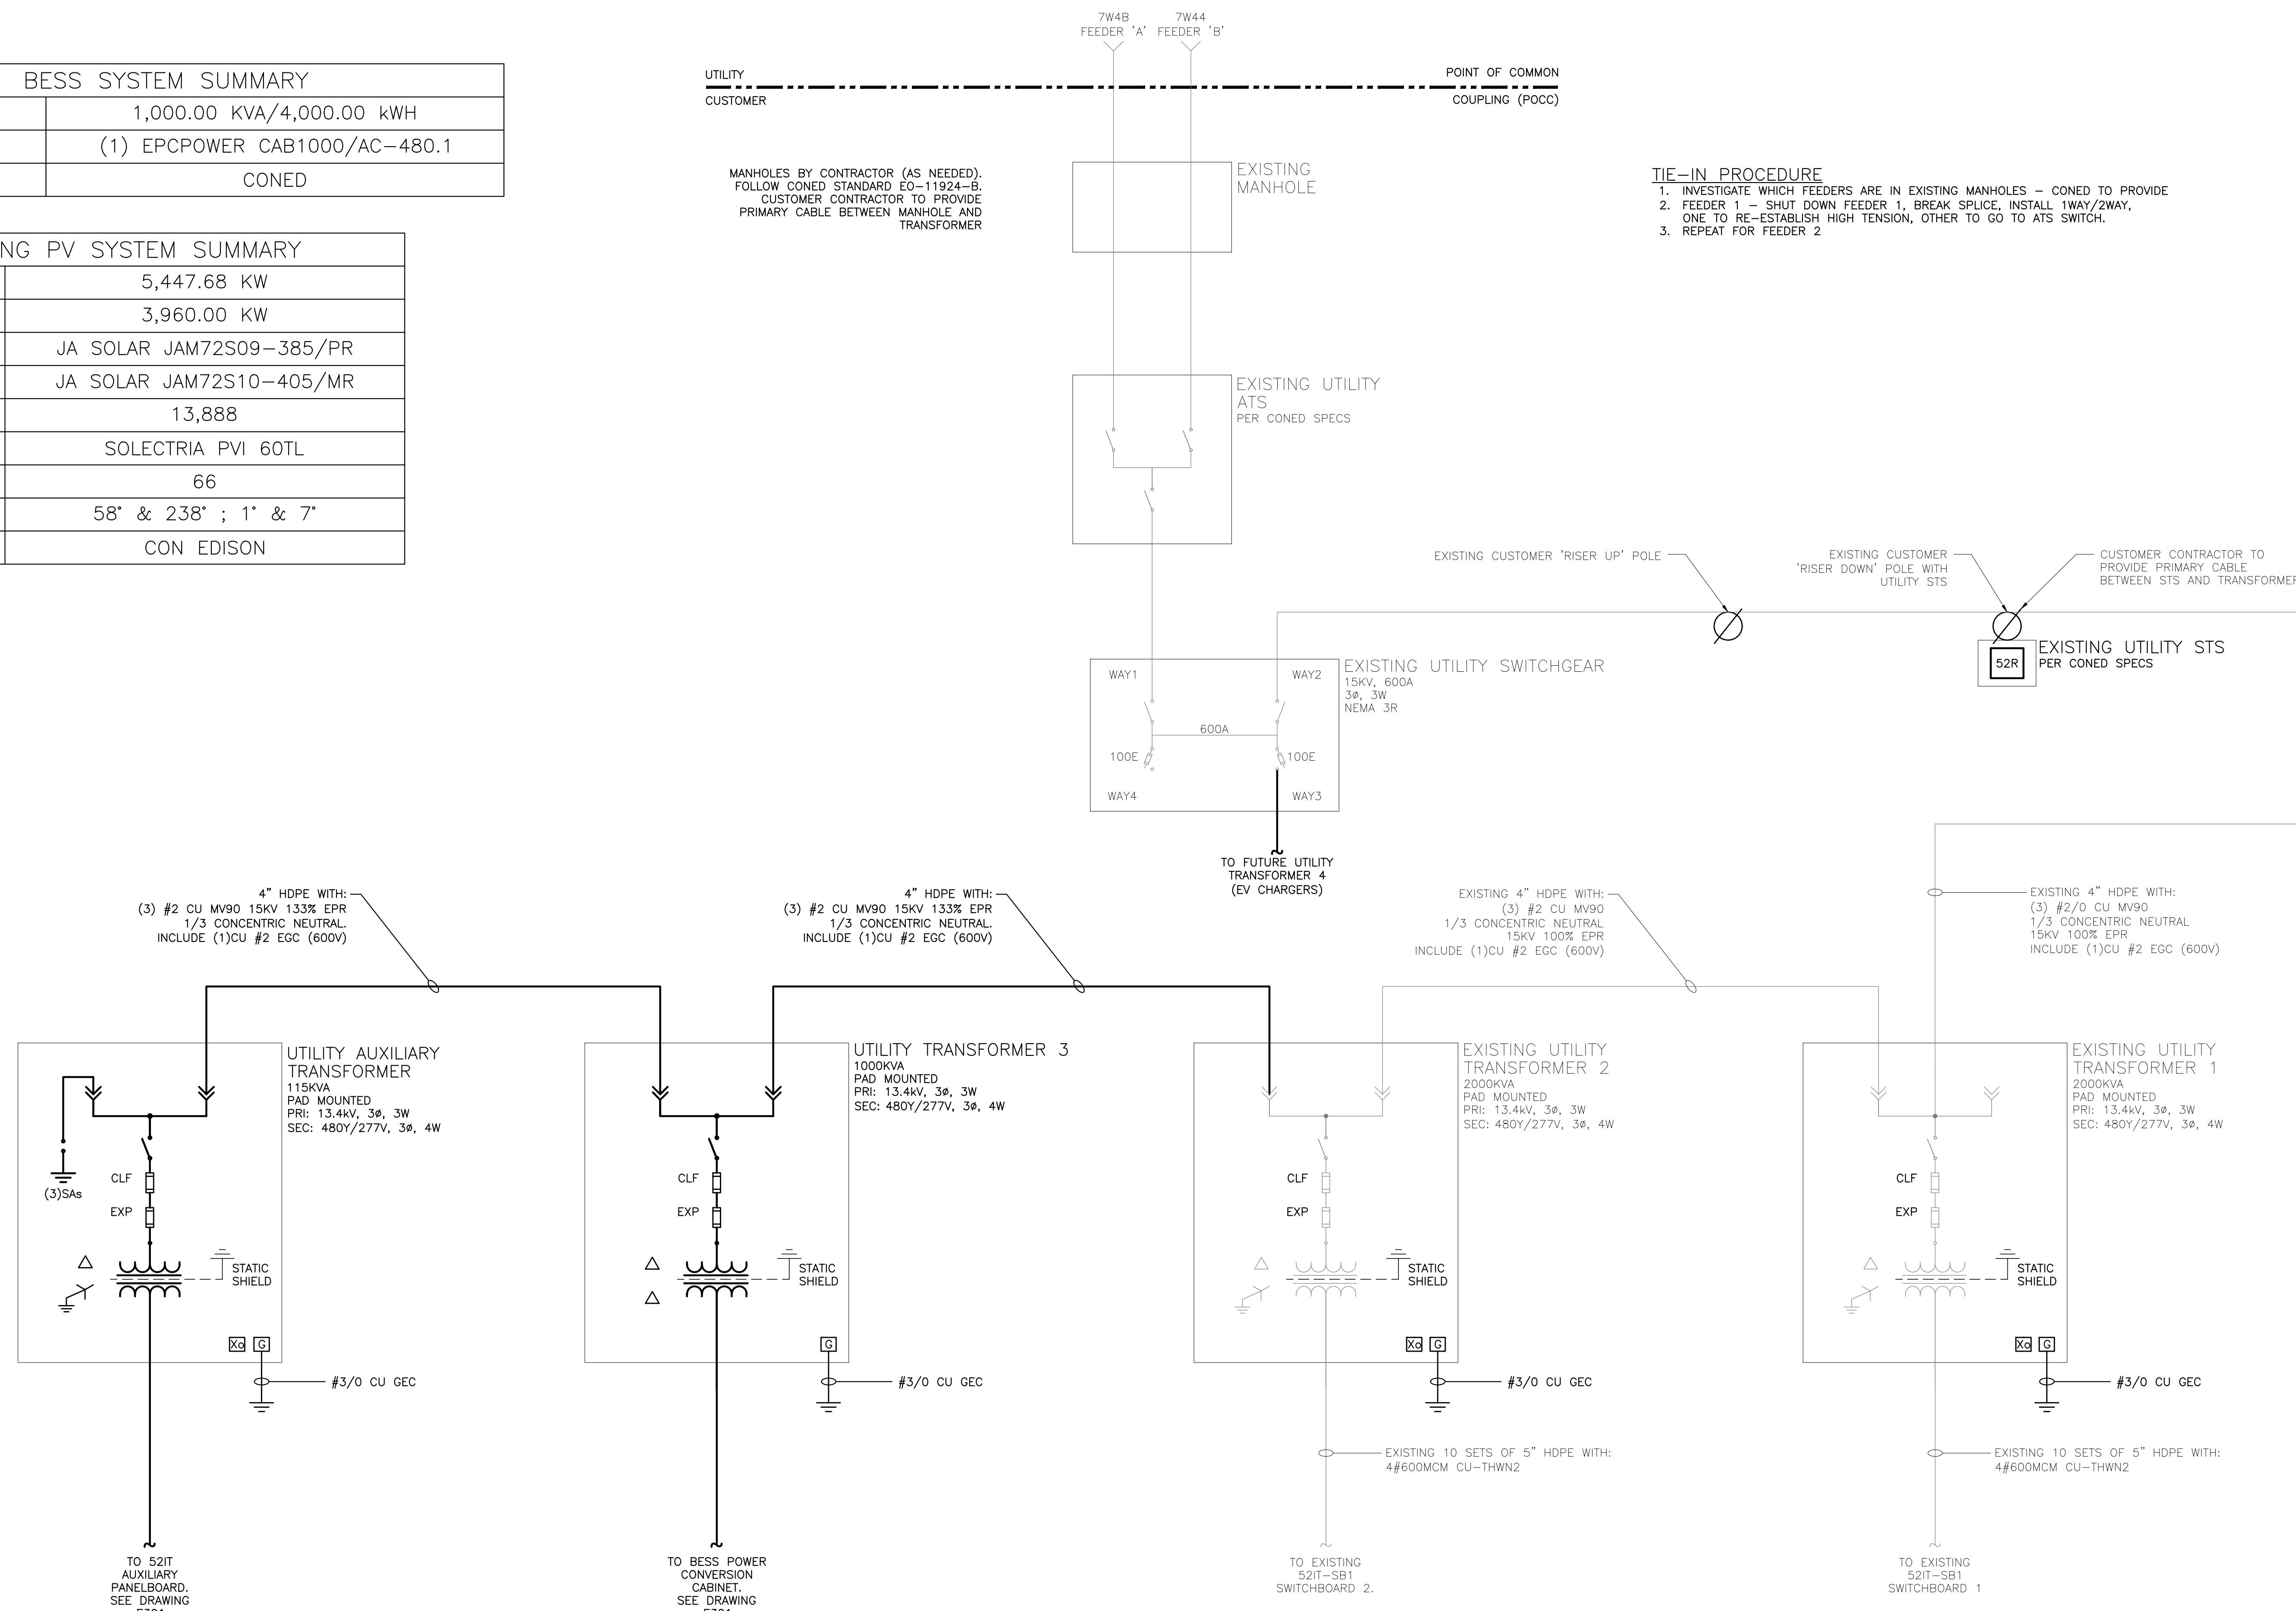 7W4B
FEEDER 'A'
7W44
FEEDER 'B'
UTILITY
POINT OF COMMON
CUSTOMER
COUPLING (POCC)
BESS SYSTEM SUMMARY
1,000.00 KVA/4,000.00 kWH
(1) EPCPOWER CAB1000/AC-480.1
CONED
NG PV SYSTEM SUMMARY
5,447.68 KW
3,960.00 KW
JA SOLAR JAM72S09-385/PR
JA SOLAR JAM72S10-405/MR
13,888
SOLECTRIA PVI 60TL
66
58° & 238° ; 1° & 7°
CON EDISON
MANHOLES BY CONTRACTOR (AS NEEDED).
FOLLOW CONED STANDARD EO-11924-B.
CUSTOMER CONTRACTOR TO PROVIDE
PRIMARY CABLE BETWEEN MANHOLE AND
TRANSFORMER
EXISTING
MANHOLE
TIE-IN PROCEDURE
1. INVESTIGATE WHICH FEEDERS ARE IN EXISTING MANHOLES - CONED TO PROVIDE
2. FEEDER 1 - SHUT DOWN FEEDER 1, BREAK SPLICE, INSTALL 1WAY/2WAY,
ONE TO RE-ESTABLISH HIGH TENSION, OTHER TO GO TO ATS SWITCH.
3. REPEAT FOR FEEDER 2
EXISTING UTILITY
ATS
PER CONED SPECS
EXISTING CUSTOMER 'RISER UP' POLE
EXISTING CUSTOMER
'RISER DOWN' POLE WITH
UTILITY STS
CUSTOMER CONTRACTOR TO
PROVIDE PRIMARY CABLE
BETWEEN STS AND TRANSFORMER
52R
EXISTING UTILITY STS
PER CONED SPECS
WAY1
WAY2
600A
100E
100E
WAY4
WAY3
EXISTING UTILITY SWITCHGEAR
15KV, 600A
3ø, 3W
NEMA 3R
TO FUTURE UTILITY
TRANSFORMER 4
(EV CHARGERS)
4" HDPE WITH:
(3) #2 CU MV90 15KV 133% EPR
1/3 CONCENTRIC NEUTRAL.
INCLUDE (1)CU #2 EGC (600V)
4" HDPE WITH:
(3) #2 CU MV90 15KV 133% EPR
1/3 CONCENTRIC NEUTRAL.
INCLUDE (1)CU #2 EGC (600V)
EXISTING 4" HDPE WITH:
(3) #2 CU MV90
1/3 CONCENTRIC NEUTRAL
15KV 100% EPR
INCLUDE (1)CU #2 EGC (600V)
EXISTING 4" HDPE WITH:
(3) #2/0 CU MV90
1/3 CONCENTRIC NEUTRAL
15KV 100% EPR
INCLUDE (1)CU #2 EGC (600V)
UTILITY AUXILIARY
TRANSFORMER
115KVA
PAD MOUNTED
PRI: 13.4kV, 3ø, 3W
SEC: 480Y/277V, 3ø, 4W
(3)SAs
CLF
EXP
STATIC
SHIELD
Xo
G
#3/0 CU GEC
TO 52IT
AUXILIARY
PANELBOARD.
SEE DRAWING
UTILITY TRANSFORMER 3
1000KVA
PAD MOUNTED
PRI: 13.4kV, 3ø, 3W
SEC: 480Y/277V, 3ø, 4W
CLF
EXP
STATIC
SHIELD
G
#3/0 CU GEC
TO BESS POWER
CONVERSION
CABINET.
SEE DRAWING
EXISTING UTILITY
TRANSFORMER 2
2000KVA
PAD MOUNTED
PRI: 13.4kV, 3ø, 3W
SEC: 480Y/277V, 3ø, 4W
CLF
EXP
STATIC
SHIELD
Xo
G
#3/0 CU GEC
EXISTING 10 SETS OF 5" HDPE WITH:
4#600MCM CU-THWN2
TO EXISTING
52IT-SB1
SWITCHBOARD 2.
EXISTING UTILITY
TRANSFORMER 1
2000KVA
PAD MOUNTED
PRI: 13.4kV, 3ø, 3W
SEC: 480Y/277V, 3ø, 4W
CLF
EXP
STATIC
SHIELD
Xo
G
#3/0 CU GEC
EXISTING 10 SETS OF 5" HDPE WITH:
4#600MCM CU-THWN2
TO EXISTING
52IT-SB1
SWITCHBOARD 1